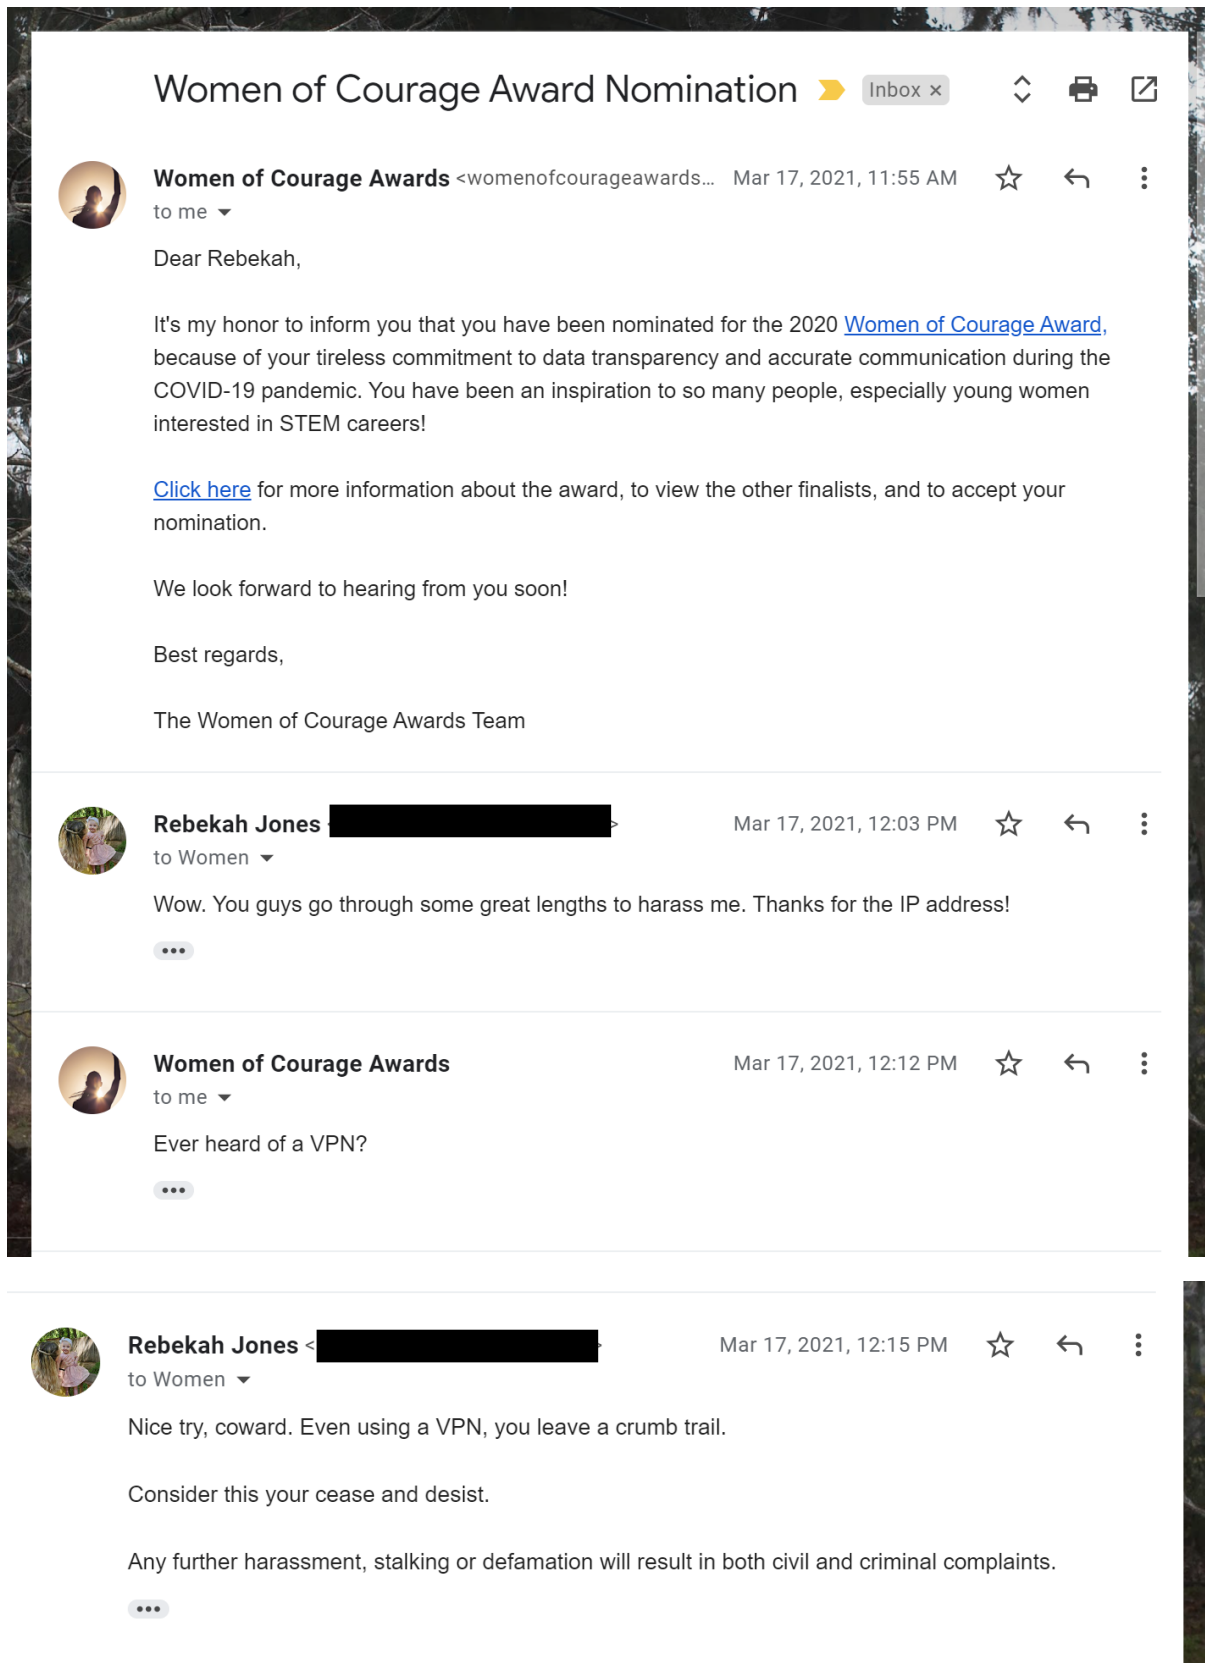 Women of Courage Award Nomination Inbox ×
Women of Courage Awards <womenofcourageawards... Mar 17, 2021, 11:55 AM
to me
Dear Rebekah,
It's my honor to inform you that you have been nominated for the 2020 Women of Courage Award,
because of your tireless commitment to data transparency and accurate communication during the
COVID-19 pandemic. You have been an inspiration to so many people, especially young women
interested in STEM careers!
Click here for more information about the award, to view the other finalists, and to accept your
nomination.
We look forward to hearing from you soon!
Best regards,
The Women of Courage Awards Team
Rebekah Jones > Mar 17, 2021, 12:03 PM
to Women
Wow. You guys go through some great lengths to harass me. Thanks for the IP address!
•••
Women of Courage Awards Mar 17, 2021, 12:12 PM
to me
Ever heard of a VPN?
•••
Rebekah Jones < Mar 17, 2021, 12:15 PM
to Women
Nice try, coward. Even using a VPN, you leave a crumb trail.
Consider this your cease and desist.
Any further harassment, stalking or defamation will result in both civil and criminal complaints.
•••